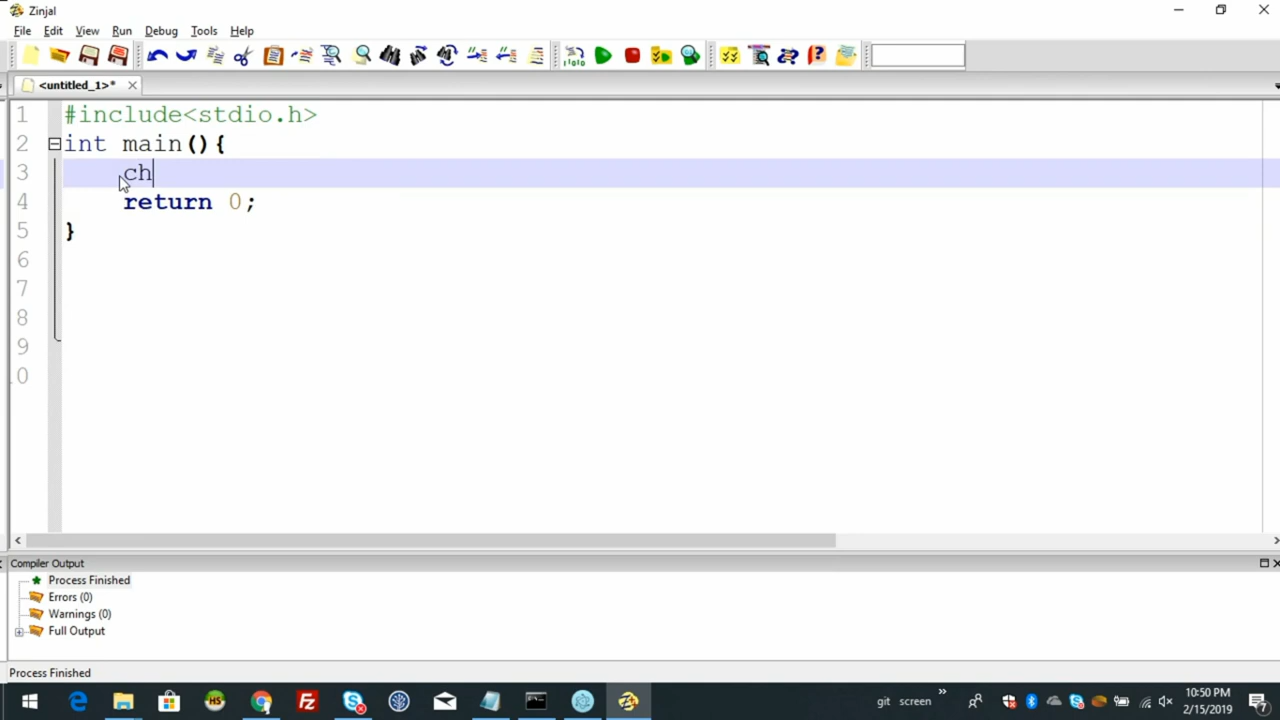 Zinjal
File Edit View Run Debug Tools Help
<untitled_1>*
1 #include<stdio.h>
2 int main(){
3 ch
4 return 0;
5 }
6
7
8
9
.0
Compiler Output
Process Finished
Errors (0)
Warnings (0)
Full Output
Process Finished
git screen
10:50 PM
2/15/2019